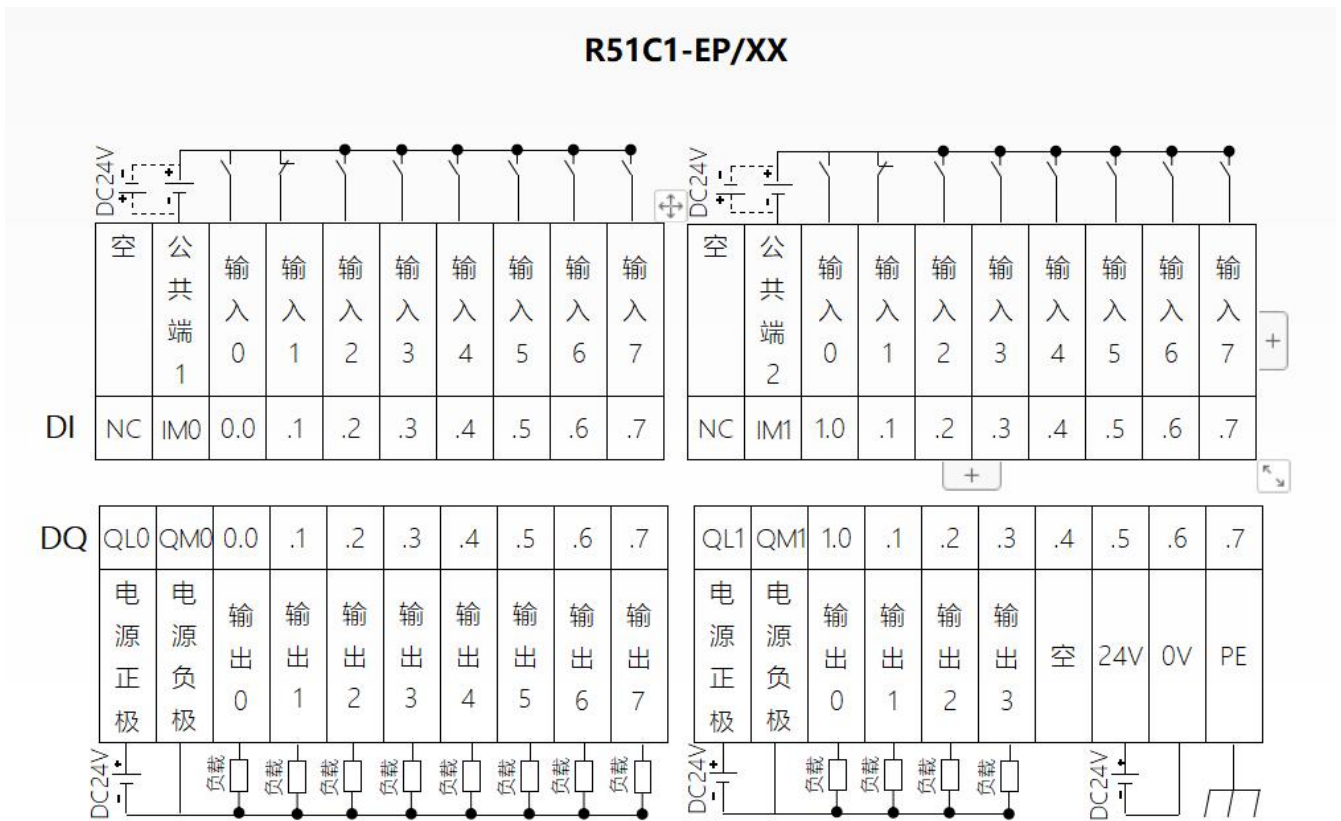 R51C1-EP/XX
DC24V
DC24V
空 公共端1 输入0 输入1 输入2 输入3 输入4 输入5 输入6 输入7
空 公共端2 输入0 输入1 输入2 输入3 输入4 输入5 输入6 输入7
DI NC IM0 0.0 .1 .2 .3 .4 .5 .6 .7
NC IM1 1.0 .1 .2 .3 .4 .5 .6 .7
DQ QL0 QM0 0.0 .1 .2 .3 .4 .5 .6 .7
QL1 QM1 1.0 .1 .2 .3 .4 .5 .6 .7
电源正极 电源负极 输出0 输出1 输出2 输出3 输出4 输出5 输出6 输出7
电源正极 电源负极 输出0 输出1 输出2 输出3 空 24V 0V PE
DC24V 负载 负载 负载 负载 负载 负载 负载 负载
DC24V 负载 负载 负载 负载 DC24V